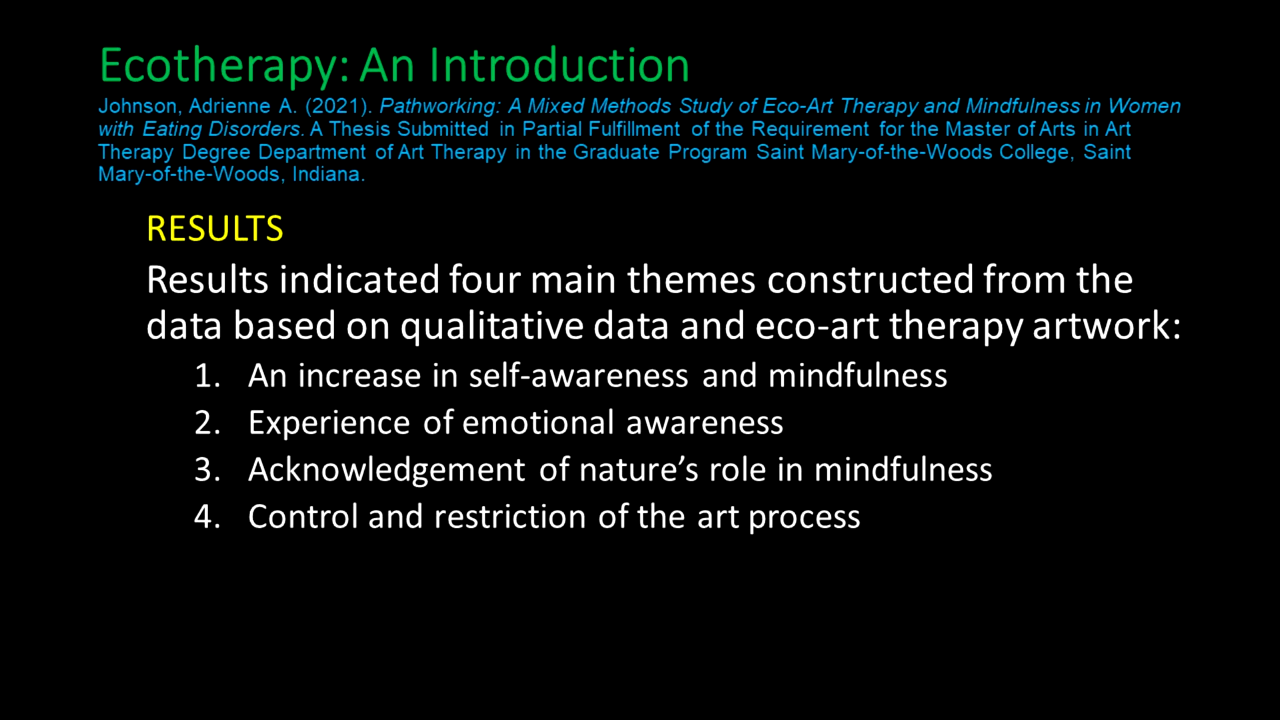 Ecotherapy: An Introduction
Johnson, Adrienne A. (2021). Pathworking: A Mixed Methods Study of Eco-Art Therapy and Mindfulness in Women
with Eating Disorders. A Thesis Submitted in Partial Fulfillment of the Requirement for the Master of Arts in Art
Therapy Degree Department of Art Therapy in the Graduate Program Saint Mary-of-the-Woods College, Saint
Mary-of-the-Woods, Indiana.
RESULTS
Results indicated four main themes constructed from the
data based on qualitative data and eco-art therapy artwork:
1. An increase in self-awareness and mindfulness
2. Experience of emotional awareness
3. Acknowledgement of nature’s role in mindfulness
4. Control and restriction of the art process